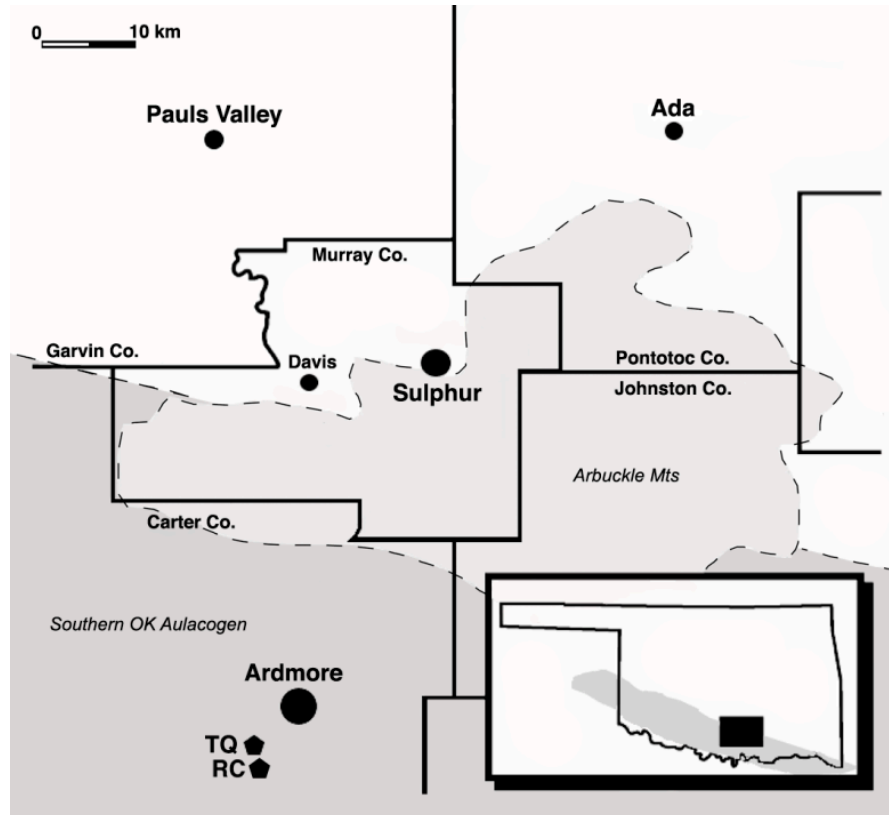 0 10 km
Pauls Valley
Ada
Murray Co.
Garvin Co.
Davis
Sulphur
Pontotoc Co.
Johnston Co.
Arbuckle Mts
Carter Co.
Southern OK Aulacogen
Ardmore
TQ
RC